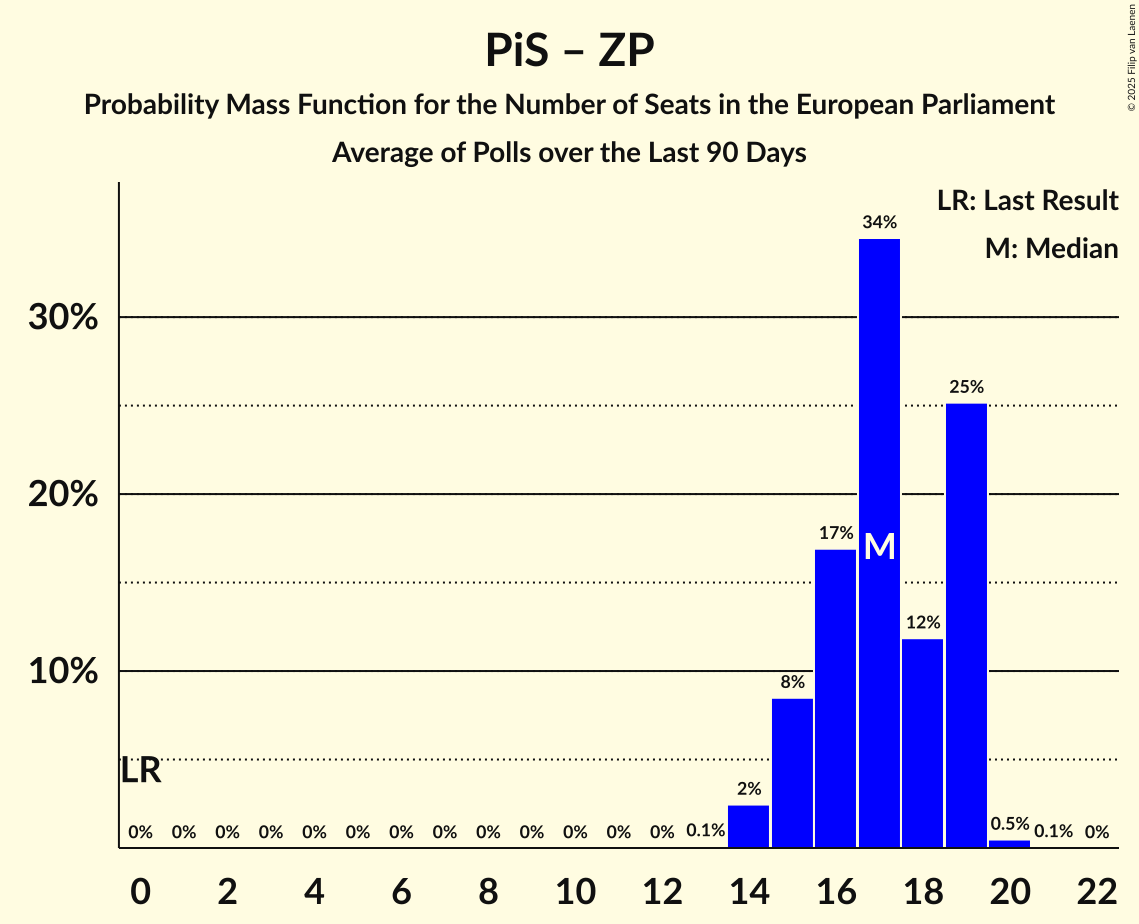 PiS – ZP
Probability Mass Function for the Number of Seats in the European Parliament
Average of Polls over the Last 90 Days
© 2025 Filip van Laenen
LR: Last Result
M: Median
30%
20%
10%
LR
M
0% 0% 0% 0% 0% 0% 0% 0% 0% 0% 0% 0% 0% 0.1% 2% 8% 17% 34% 12% 25% 0.5% 0.1% 0%
0 2 4 6 8 10 12 14 16 18 20 22